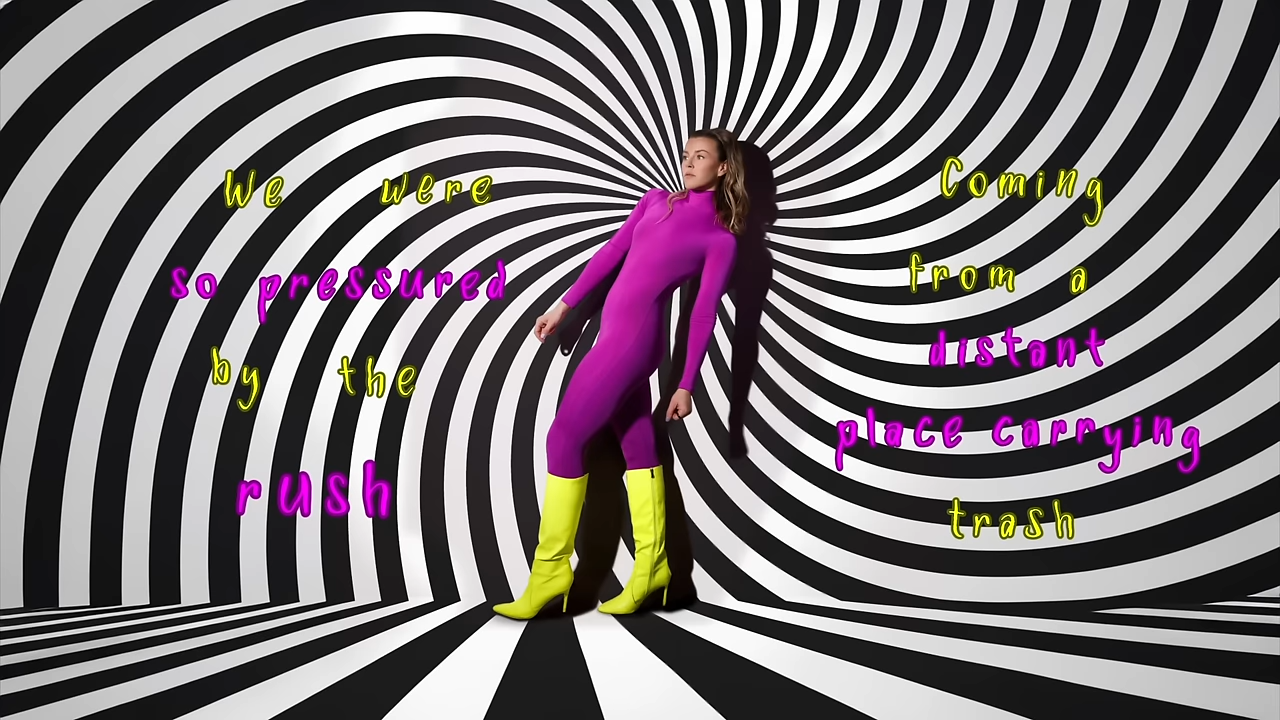 We were
so pressured
by the
rush
Coming
from a
distant
place carrying
trash